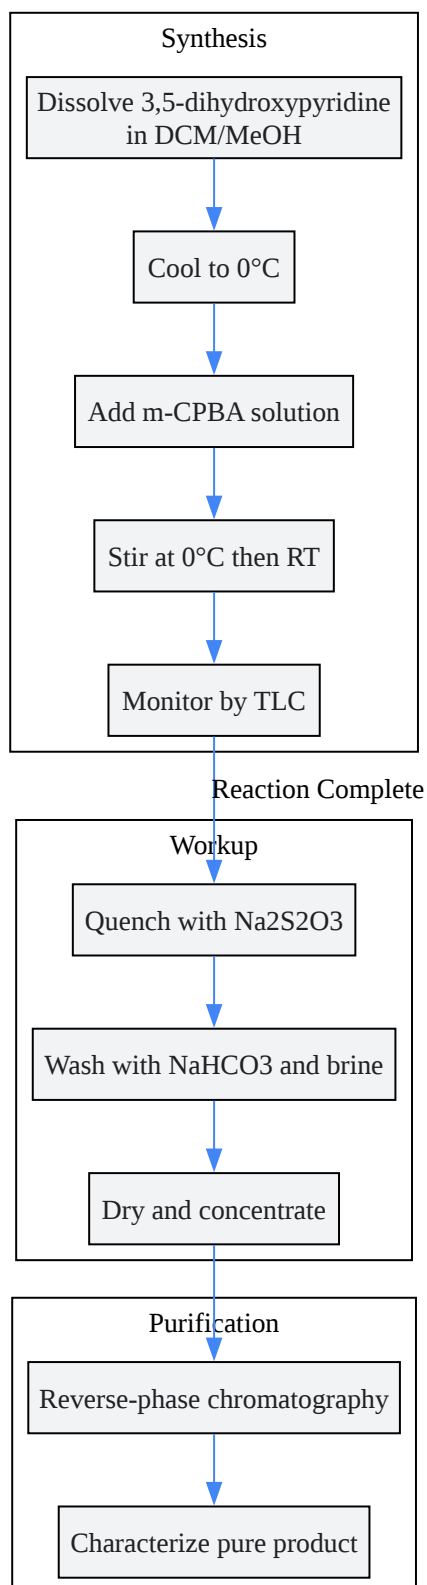 Synthesis
Dissolve 3,5-dihydroxypyridine
in DCM/MeOH
Cool to 0°C
Add m-CPBA solution
Stir at 0°C then RT
Monitor by TLC
Reaction Complete
Workup
Quench with Na2S2O3
Wash with NaHCO3 and brine
Dry and concentrate
Purification
Reverse-phase chromatography
Characterize pure product